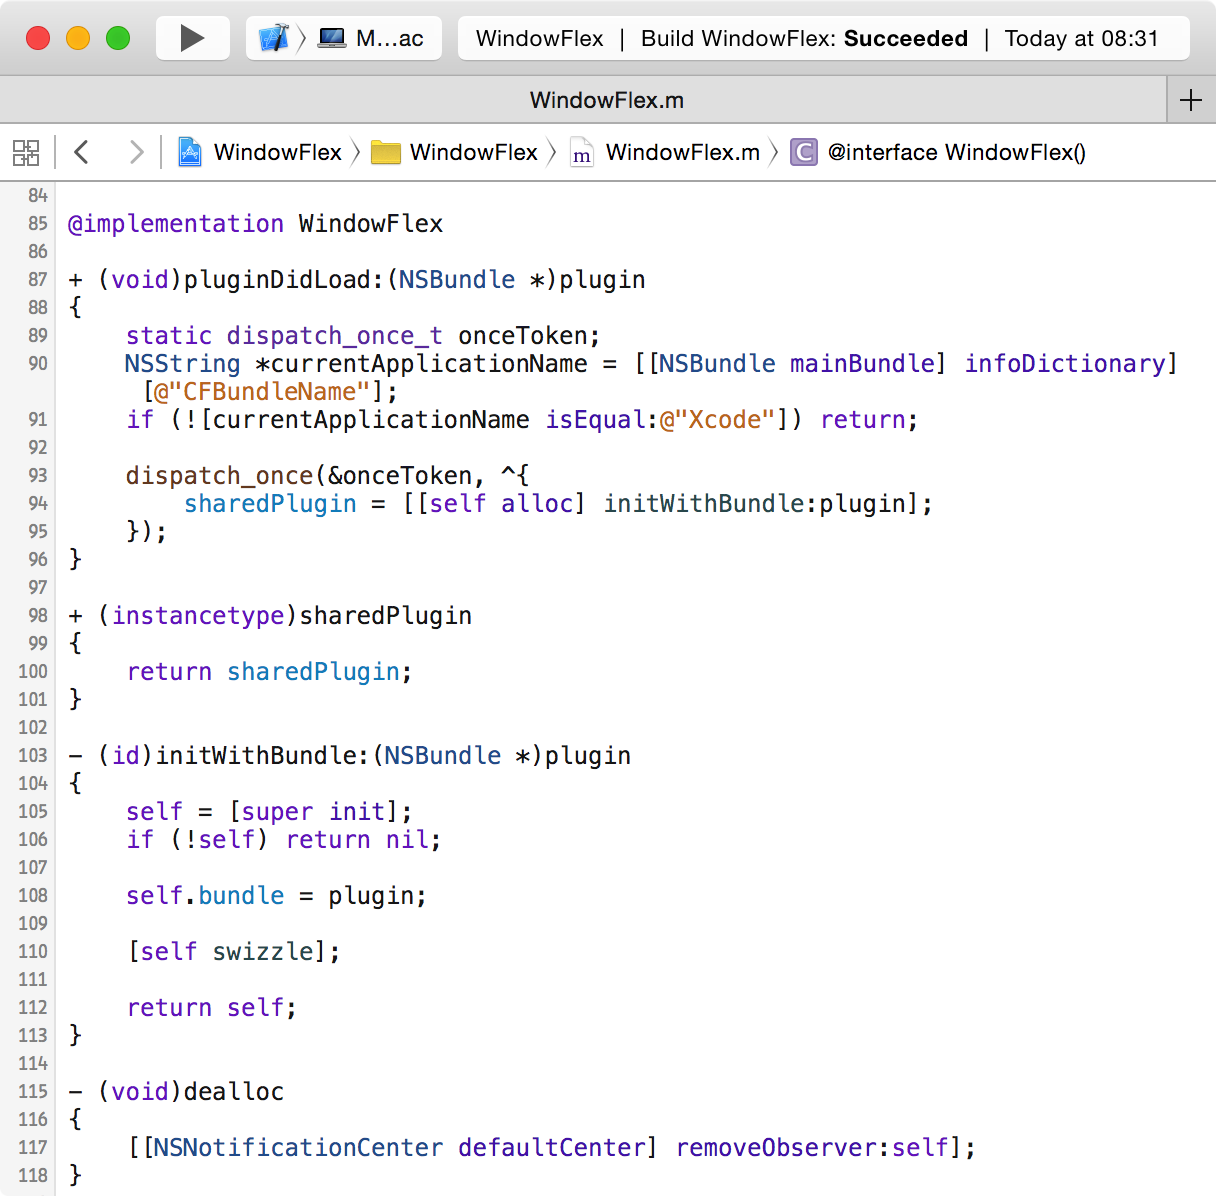 M...ac
WindowFlex | Build WindowFlex: Succeeded | Today at 08:31
WindowFlex.m
WindowFlex WindowFlex m WindowFlex.m C @interface WindowFlex()
84
85 @implementation WindowFlex
86
87 + (void)pluginDidLoad:(NSBundle *)plugin
88 {
89     static dispatch_once_t onceToken;
90     NSString *currentApplicationName = [[NSBundle mainBundle] infoDictionary]
     [@"CFBundleName"];
91     if (![currentApplicationName isEqual:@"Xcode"]) return;
92
93     dispatch_once(&onceToken, ^{
94         sharedPlugin = [[self alloc] initWithBundle:plugin];
95     });
96 }
97
98 + (instancetype)sharedPlugin
99 {
100     return sharedPlugin;
101 }
102
103 - (id)initWithBundle:(NSBundle *)plugin
104 {
105     self = [super init];
106     if (!self) return nil;
107
108     self.bundle = plugin;
109
110     [self swizzle];
111
112     return self;
113 }
114
115 - (void)dealloc
116 {
117     [[NSNotificationCenter defaultCenter] removeObserver:self];
118 }